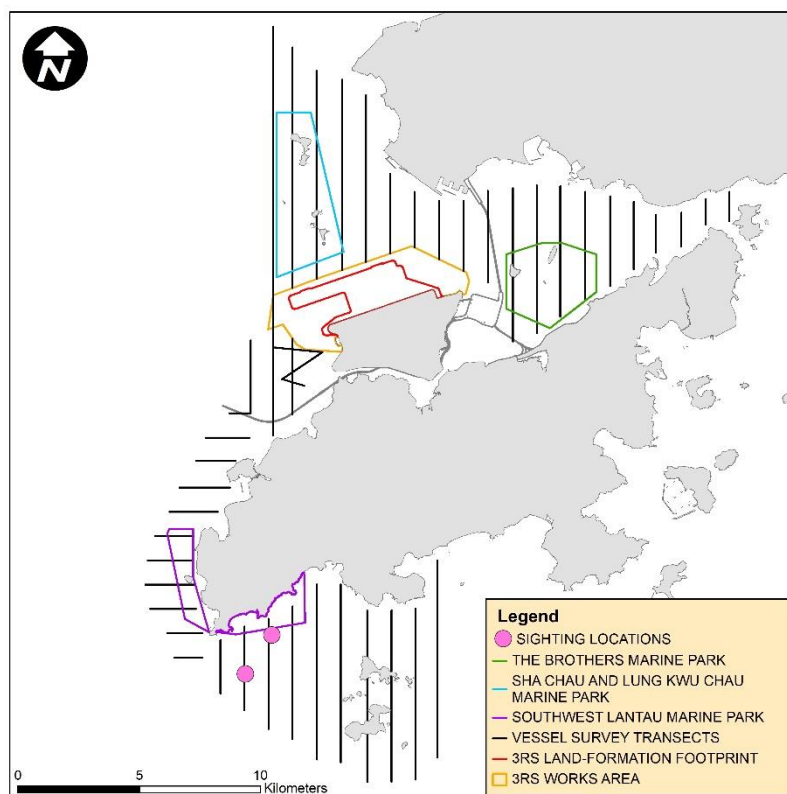 N
Legend
SIGHTING LOCATIONS
THE BROTHERS MARINE PARK
SHA CHAU AND LUNG KWU CHAU
MARINE PARK
SOUTHWEST LANTAU MARINE PARK
VESSEL SURVEY TRANSECTS
3RS LAND-FORMATION FOOTPRINT
3RS WORKS AREA
0 5 10
Kilometers